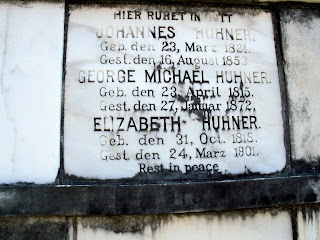 HIER RUHET IN GOTT
JOHANNES HUHNER.
Geb. den 23, Marz 1821.
Gest. den 16, August 1853
GEORGE MICHAEL HUHNER.
Geb. den 23, April 1815.
Gest. den 27, Januar 1872,
ELIZABETH HUHNER.
Geb. den 31, Oct. 1818.
Gest. den 24, Marz 1901.
Rest in peace